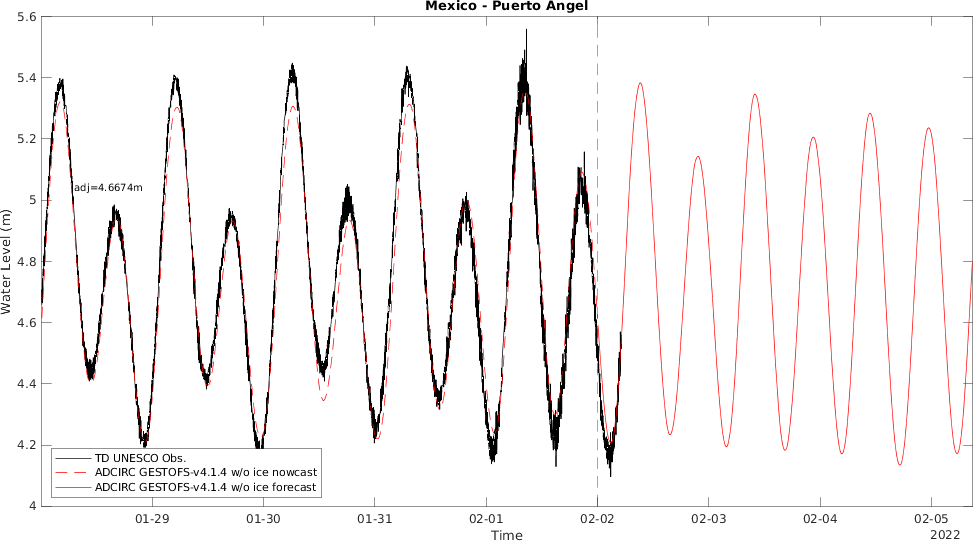 Mexico - Puerto Angel
5.6
5.4
5.2
5
4.8
4.6
4.4
4.2
4
Water Level (m)
adj=4.6674m
TD UNESCO Obs.
ADCIRC GESTOFS-v4.1.4 w/o ice nowcast
ADCIRC GESTOFS-v4.1.4 w/o ice forecast
01-29 01-30 01-31 02-01 02-02 02-03 02-04 02-05
Time
2022